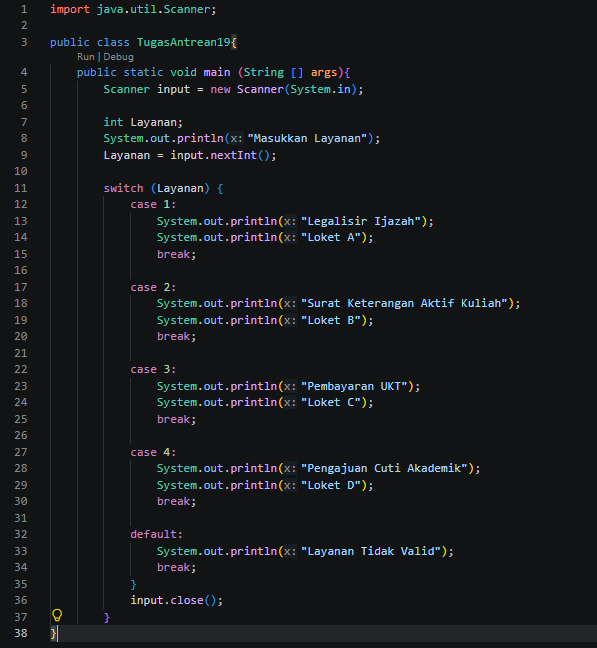 1 import java.util.Scanner;
2
3 public class TugasAntrean19{
Run | Debug
4 public static void main (String [] args){
5 Scanner input = new Scanner(System.in);
6
7 int Layanan;
8 System.out.println(x: "Masukkan Layanan");
9 Layanan = input.nextInt();
10
11 switch (Layanan) {
12 case 1:
13 System.out.println(x: "Legalisir Ijazah");
14 System.out.println(x: "Loket A");
15 break;
16
17 case 2:
18 System.out.println(x: "Surat Keterangan Aktif Kuliah");
19 System.out.println(x: "Loket B");
20 break;
21
22 case 3:
23 System.out.println(x: "Pembayaran UKT");
24 System.out.println(x: "Loket C");
25 break;
26
27 case 4:
28 System.out.println(x: "Pengajuan Cuti Akademik");
29 System.out.println(x: "Loket D");
30 break;
31
32 default:
33 System.out.println(x: "Layanan Tidak Valid");
34 break;
35 }
36 input.close();
37 }
38 }